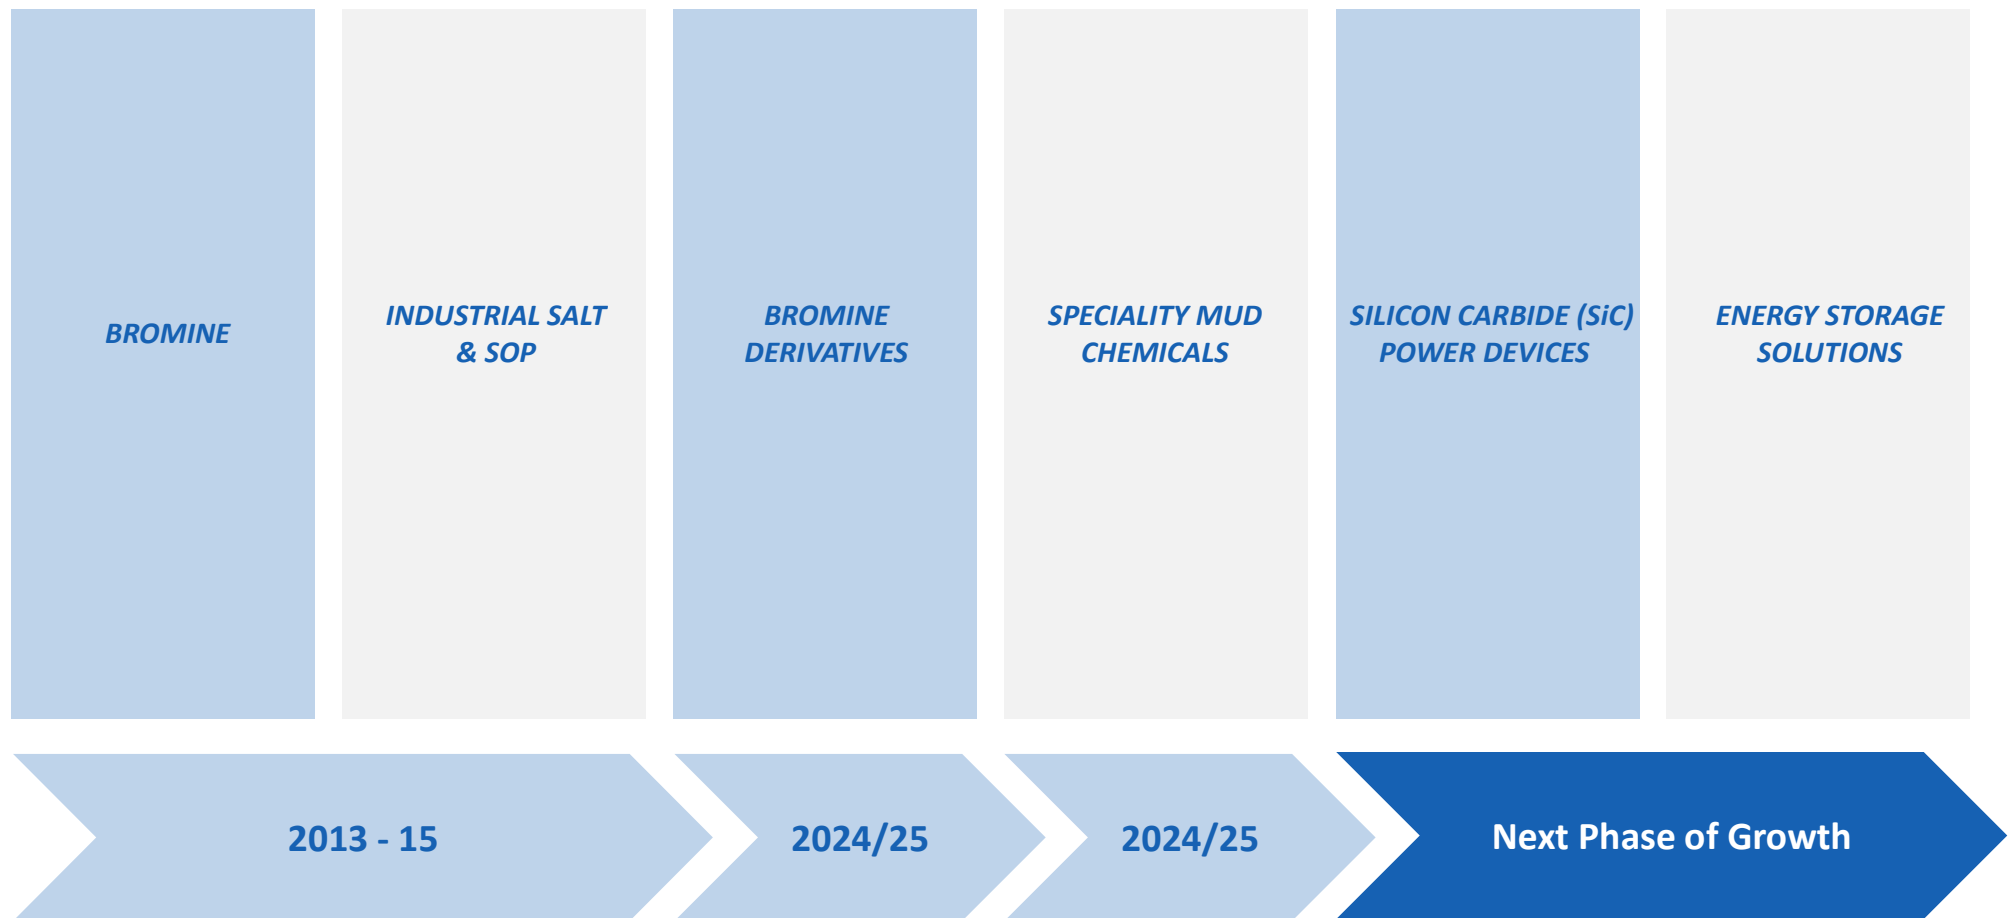 BROMINE
INDUSTRIAL SALT
& SOP
BROMINE
DERIVATIVES
SPECIALITY MUD
CHEMICALS
SILICON CARBIDE (SiC)
POWER DEVICES
ENERGY STORAGE
SOLUTIONS
2013 - 15
2024/25
2024/25
Next Phase of Growth